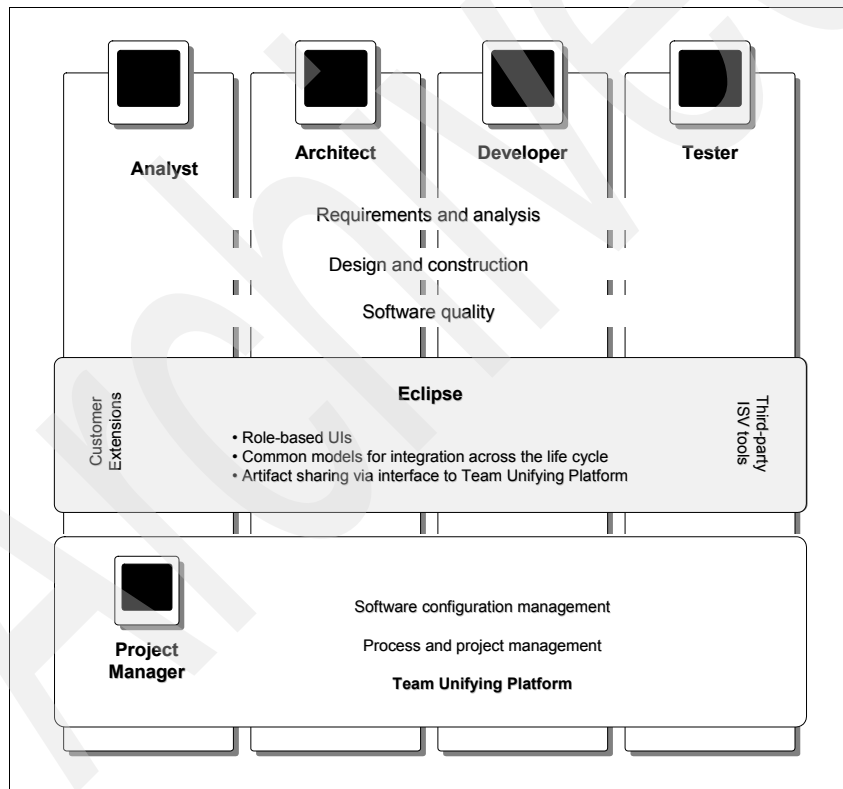 Analyst
Architect
Developer
Tester
Requirements and analysis
Design and construction
Software quality
Customer
Extensions
Eclipse
• Role-based UIs
• Common models for integration across the life cycle
• Artifact sharing via interface to Team Unifying Platform
Third-party
ISV tools
Project
Manager
Software configuration management
Process and project management
Team Unifying Platform